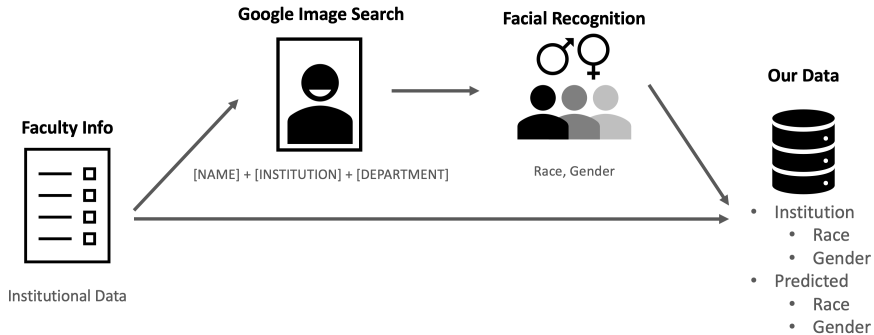 Google Image Search
Facial Recognition
Our Data
Faculty Info
[NAME] + [INSTITUTION] + [DEPARTMENT]
Race, Gender
Institutional Data
• Institution
• Race
• Gender
• Predicted
• Race
• Gender